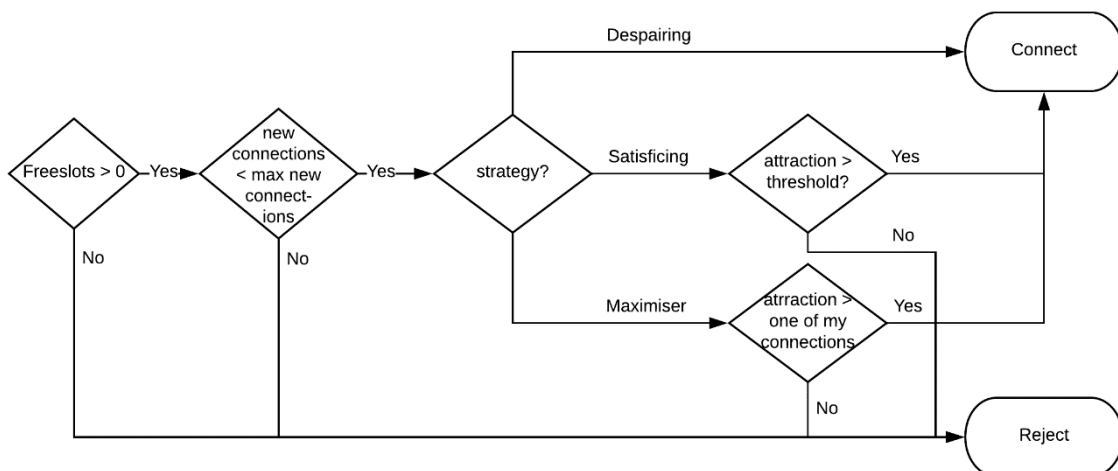 Despairing
Connect
Freeslots > 0
Yes
new
connections
< max new
connect-
ions
Yes
strategy?
Satisficing
attraction >
threshold?
Yes
No
No
No
Maximiser
atrraction >
one of my
connections
Yes
No
Reject